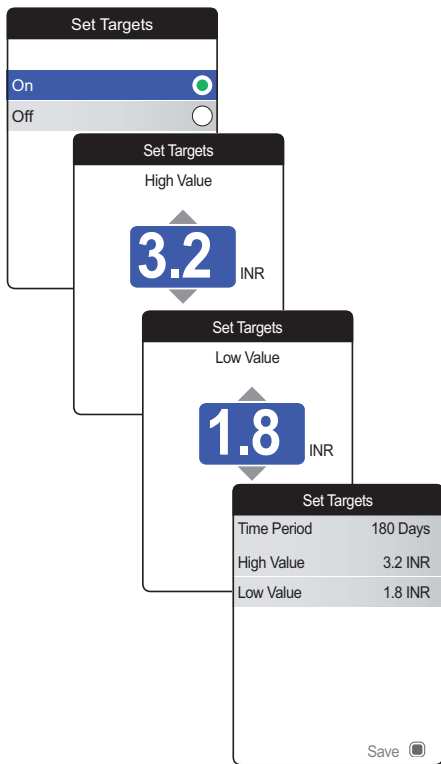 Set Targets
On
Off
Set Targets
High Value
3.2 INR
Set Targets
Low Value
1.8 INR
Set Targets
Time Period 180 Days
High Value 3.2 INR
Low Value 1.8 INR
Save